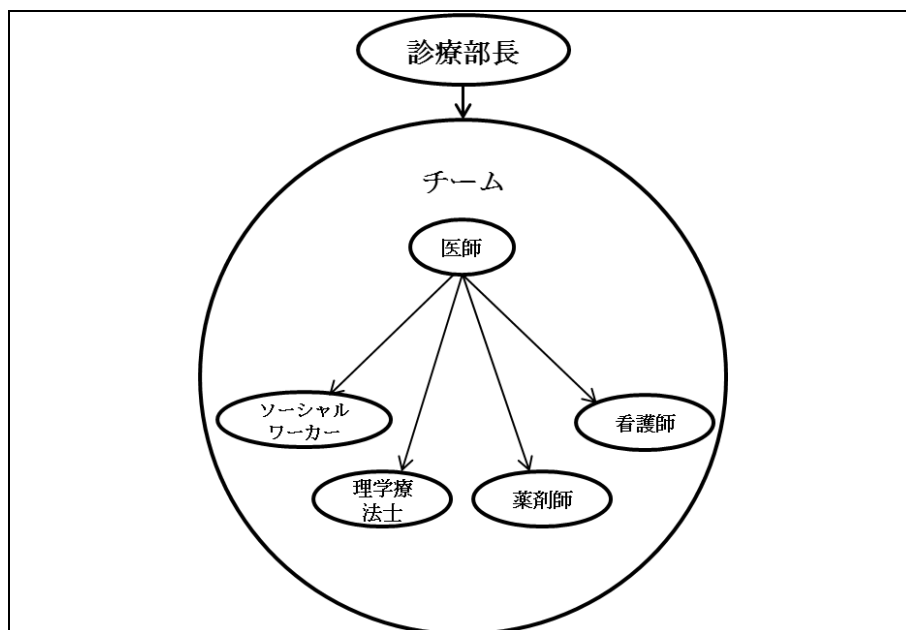 診療部長
チーム
医師
ソーシャル
ワーカー
看護師
理学療
法士
薬剤師